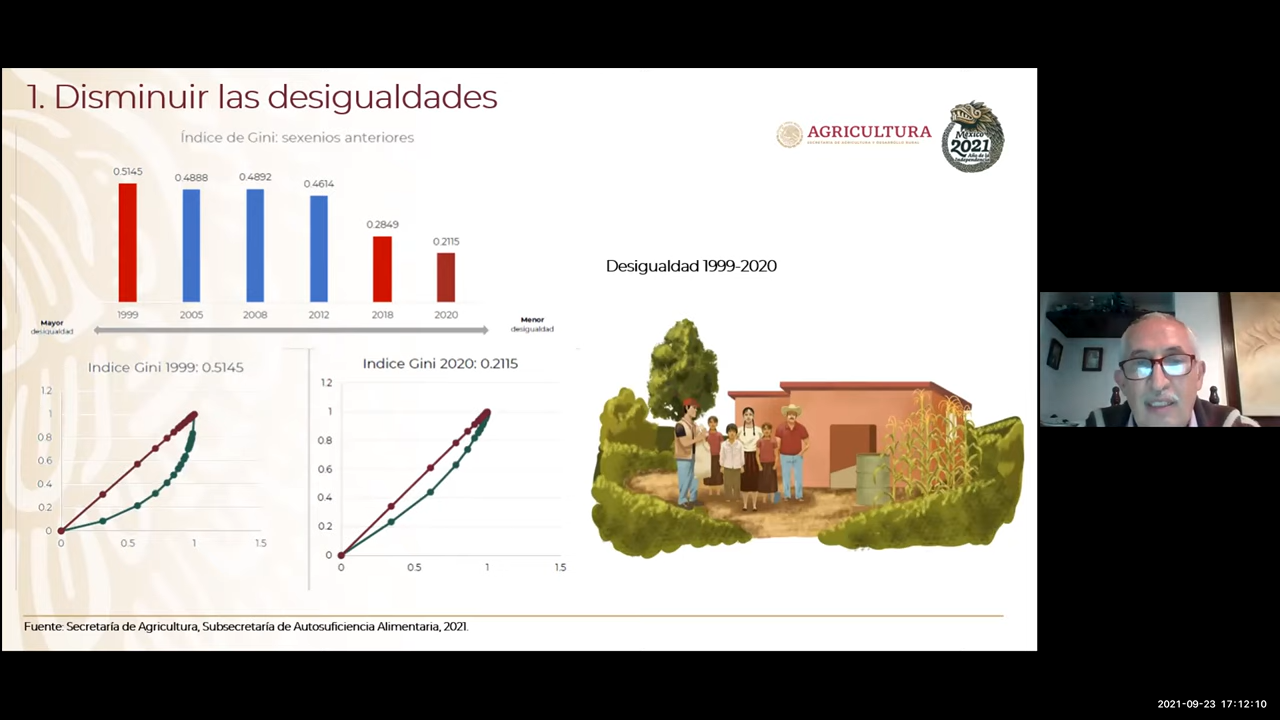 1. Disminuir las desigualdades
Índice de Gini: sexenios anteriores
AGRICULTURA
SECRETARÍA DE AGRICULTURA Y DESARROLLO RURAL
México
2021
Año de la
Independencia
0.5145
0.4888
0.4892
0.4614
0.2849
0.2115
1999
2005
2008
2012
2018
2020
Mayor
desigualdad
Menor
desigualdad
Desigualdad 1999-2020
Indice Gini 1999: 0.5145
1.2
1
0.8
0.6
0.4
0.2
0
0
0.5
1
1.5
Indice Gini 2020: 0.2115
1.2
1
0.8
0.6
0.4
0.2
0
0
0.5
1
1.5
Fuente: Secretaría de Agricultura, Subsecretaría de Autosuficiencia Alimentaria, 2021.
2021-09-23 17:12:10